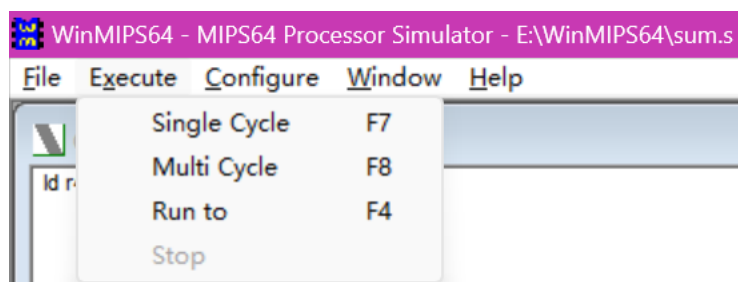 WinMIPS64 - MIPS64 Processor Simulator - E:\WinMIPS64\sum.s
File Execute Configure Window Help
Single Cycle F7
Multi Cycle F8
ld
Run to F4
Stop